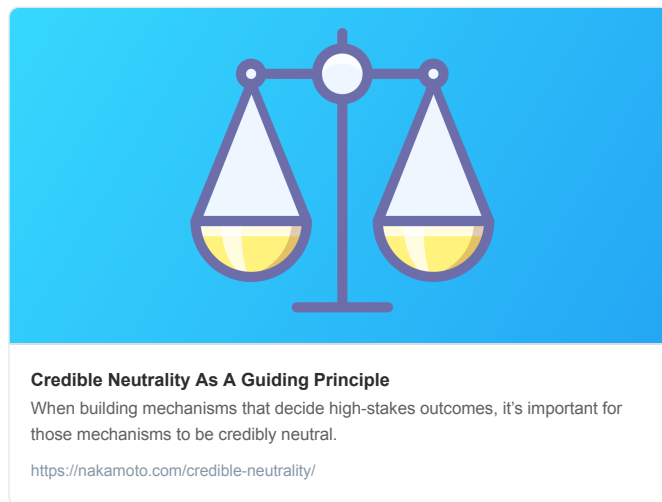 Credible Neutrality As A Guiding Principle
When building mechanisms that decide high-stakes outcomes, it’s important for
those mechanisms to be credibly neutral.
https://nakamoto.com/credible-neutrality/